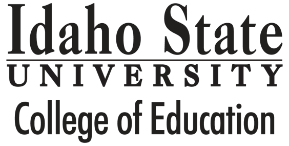 Idaho State
UNIVERSITY
College of Education